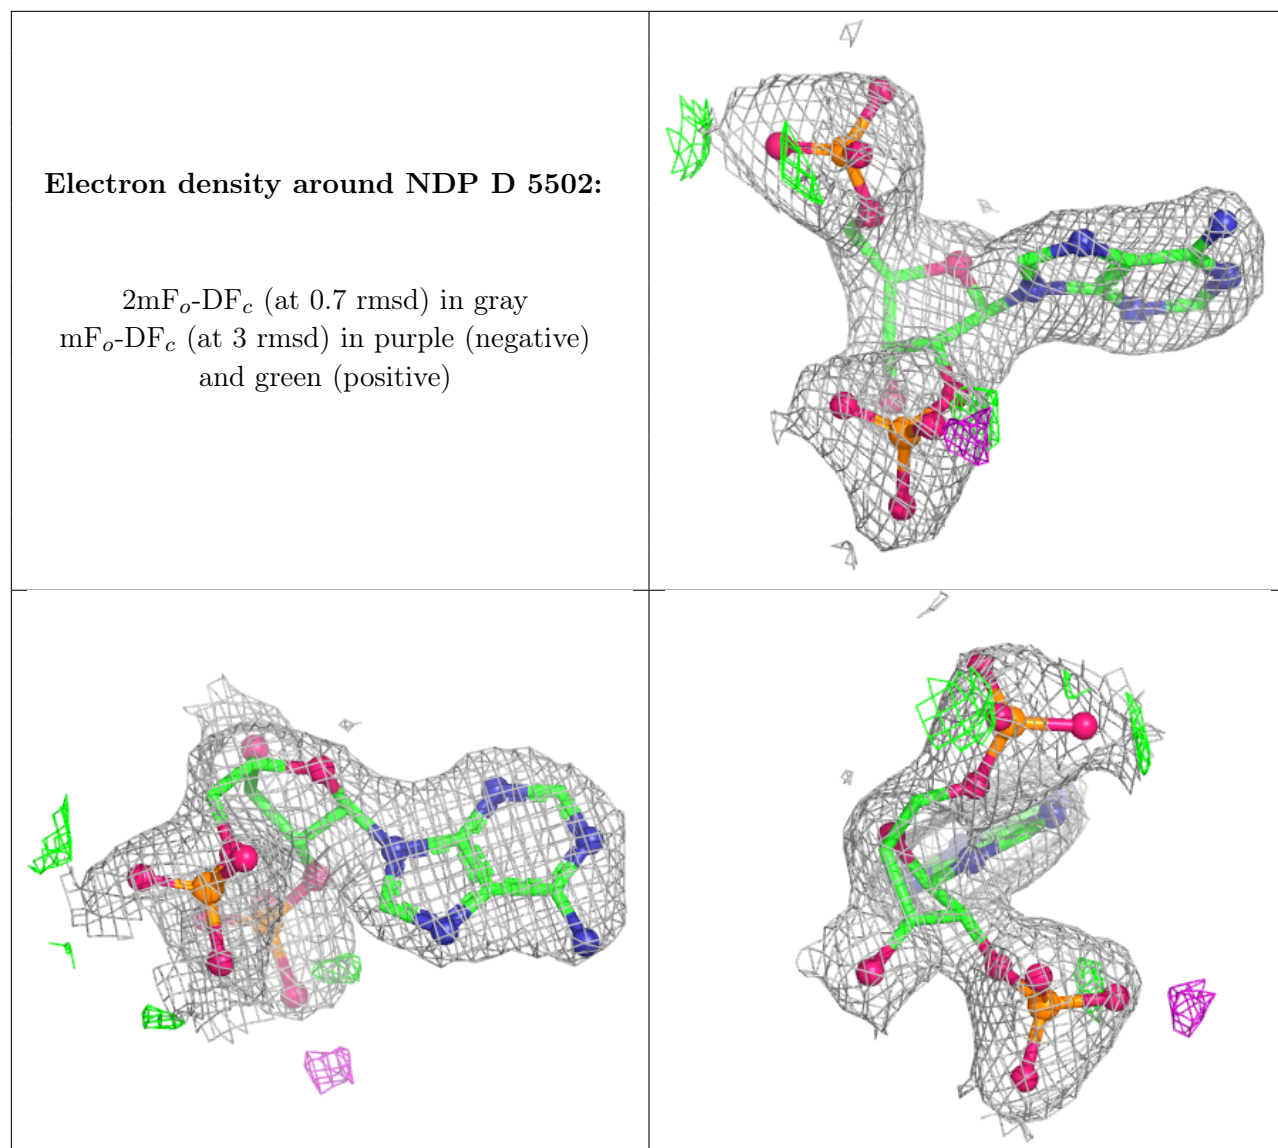 Electron density around NDP D 5502:
2mFo-DFc (at 0.7 rmsd) in gray
mFo-DFc (at 3 rmsd) in purple (negative)
and green (positive)